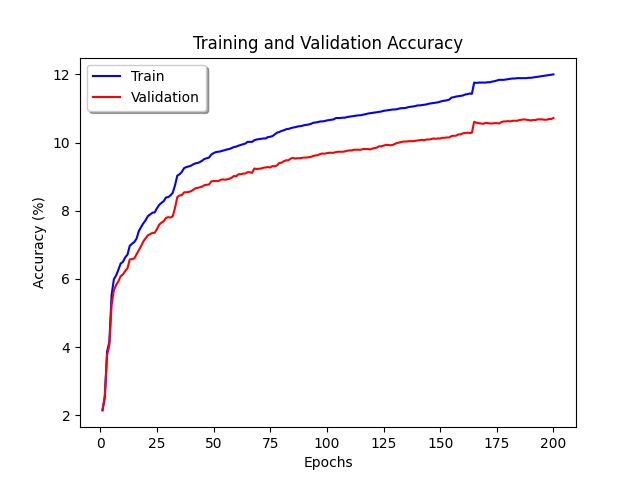 Training and Validation Accuracy
Train
Validation
12
10
8
6
4
2
Accuracy (%)
0 25 50 75 100 125 150 175 200
Epochs